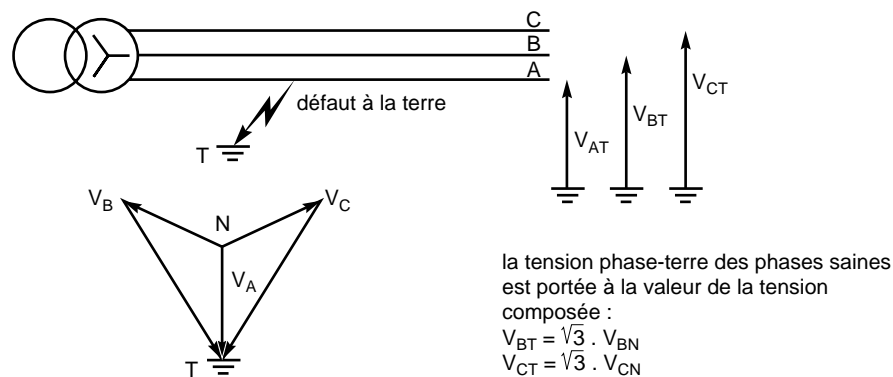 C
B
A
défaut à la terre
T
V_AT
V_BT
V_CT
V_B
N
V_C
V_A
T
la tension phase-terre des phases saines
est portée à la valeur de la tension
composée :
V_BT = √3 . V_BN
V_CT = √3 . V_CN